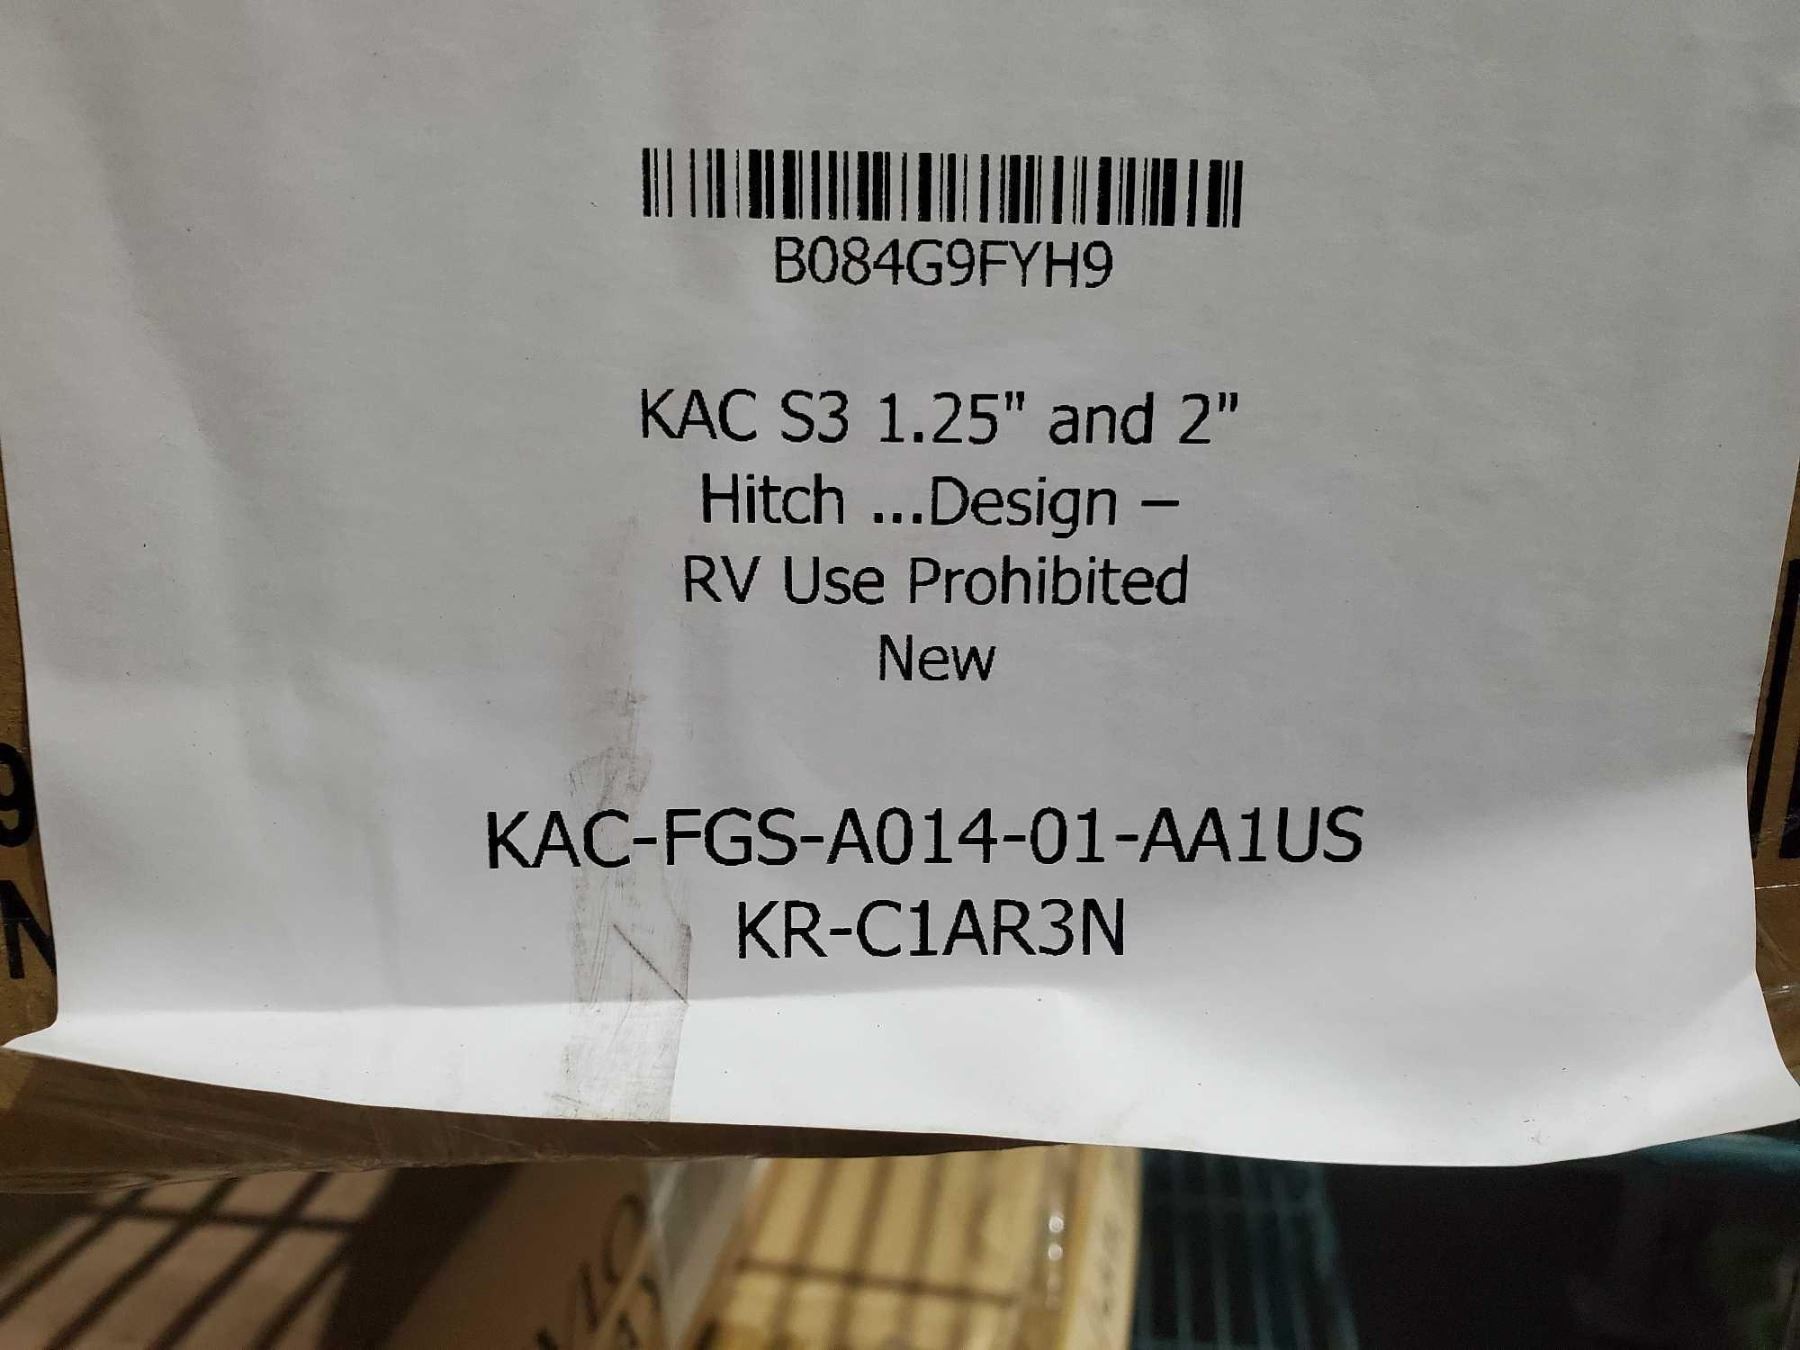 B084G9FYH9
KAC S3 1.25" and 2"
Hitch ...Design –
RV Use Prohibited
New
KAC-FGS-A014-01-AA1US
KR-C1AR3N
9
N